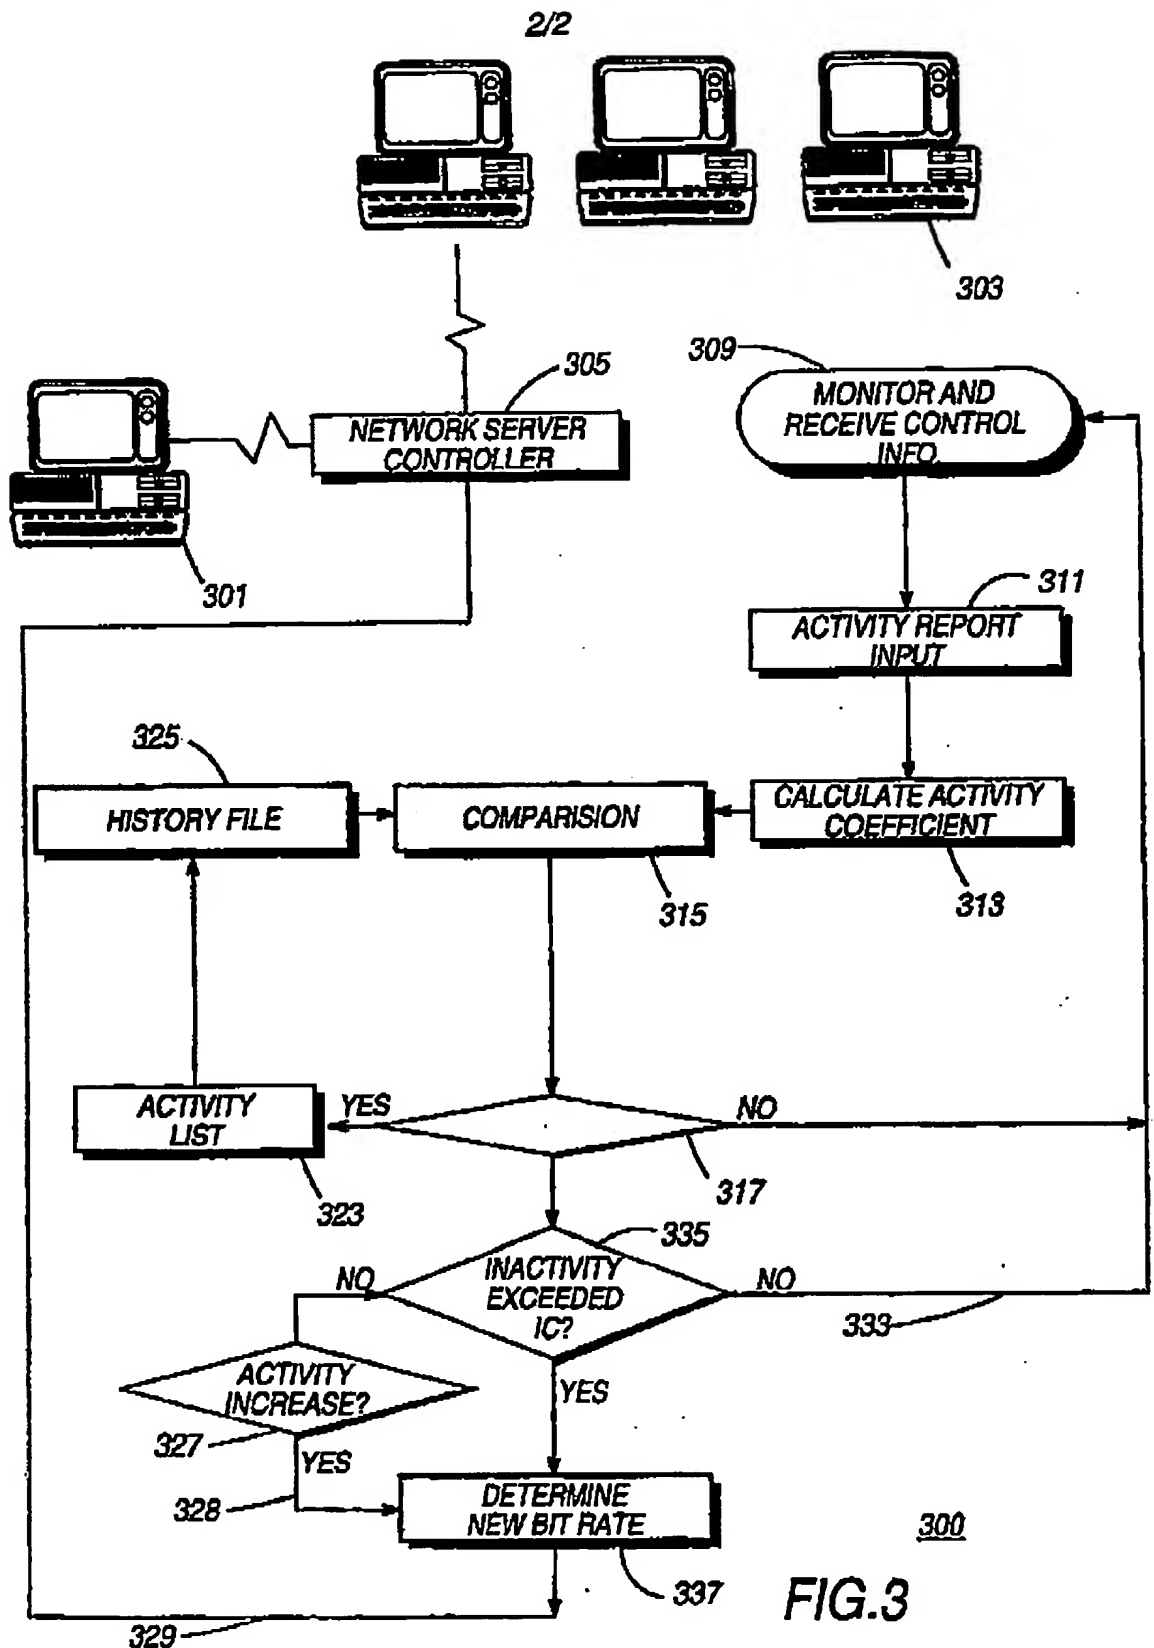 2/2
303
305
309
NETWORK SERVER
CONTROLLER
MONITOR AND
RECEIVE CONTROL
INFO.
301
311
ACTIVITY REPORT
INPUT
325
HISTORY FILE
COMPARISION
CALCULATE ACTIVITY
COEFFICIENT
315
313
ACTIVITY
LIST
YES
NO
323
317
335
INACTIVITY
EXCEEDED
IC?
NO
NO
333
ACTIVITY
INCREASE?
YES
327
YES
328
DETERMINE
NEW BIT RATE
300
337
FIG.3
329